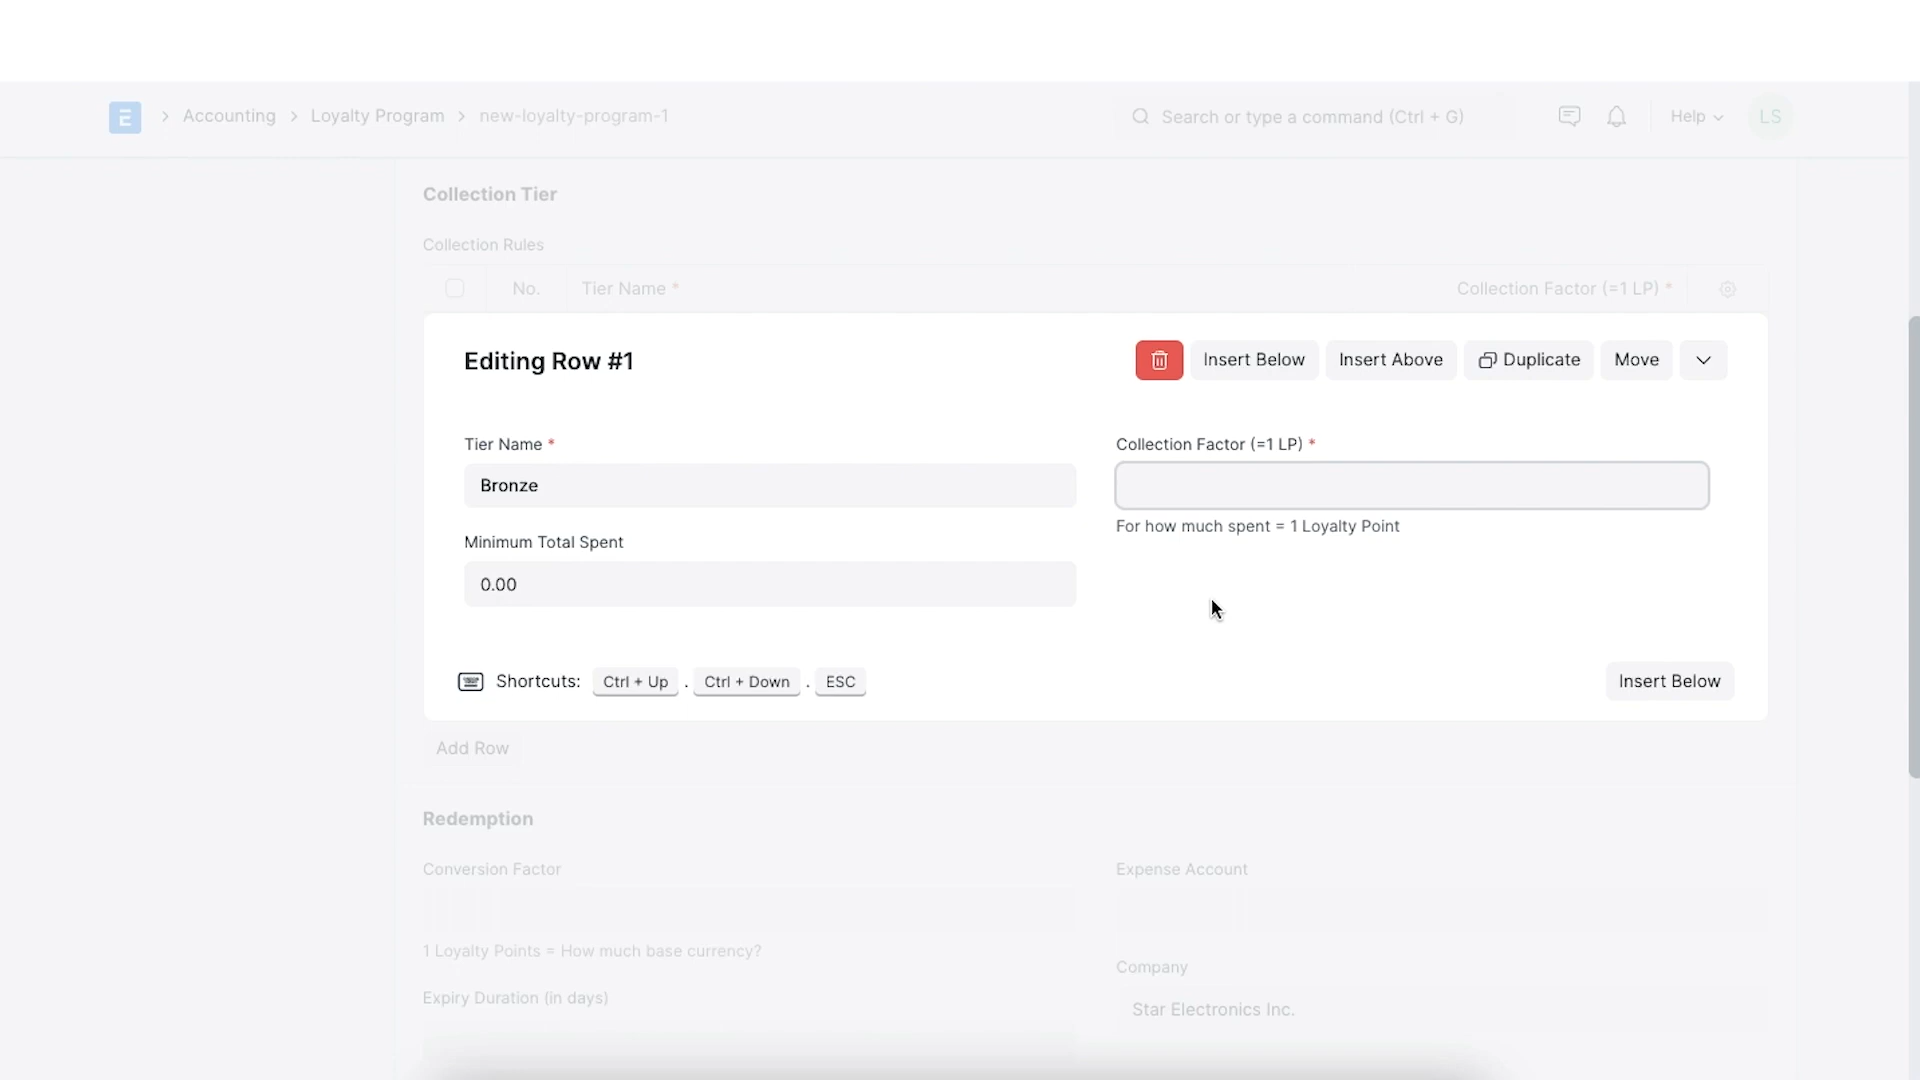 E > Accounting > Loyalty Program > new-loyalty-program-1 Search or type a command (Ctrl + G) Help LS
Collection Tier
Collection Rules
No. Tier Name * Collection Factor (=1 LP) *
Editing Row #1 Insert Below Insert Above Duplicate Move
Tier Name * Collection Factor (=1 LP) *
Bronze
For how much spent = 1 Loyalty Point
Minimum Total Spent
0.00
Shortcuts: Ctrl + Up . Ctrl + Down . ESC Insert Below
Add Row
Redemption
Conversion Factor Expense Account
1 Loyalty Points = How much base currency?
Company
Expiry Duration (in days)
Star Electronics Inc.